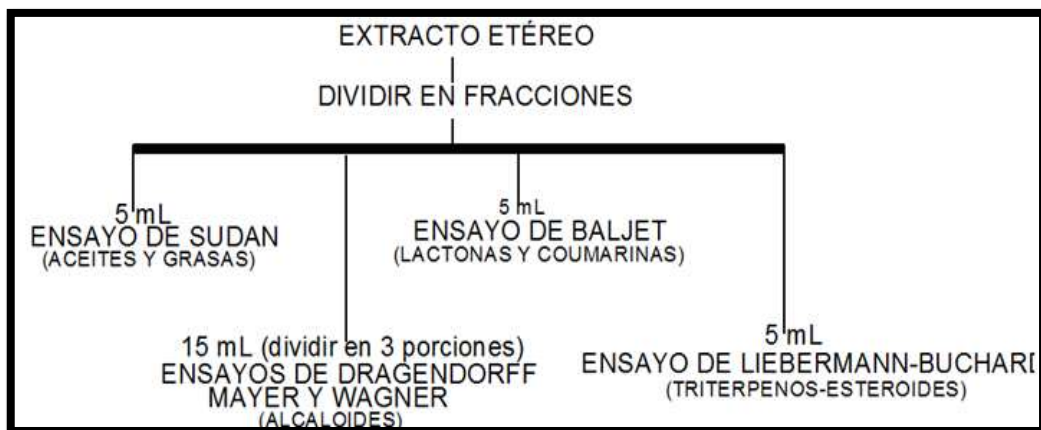 EXTRACTO ETÉREO
DIVIDIR EN FRACCIONES
5 mL
ENSAYO DE SUDAN
(ACEITES Y GRASAS)
5 mL
ENSAYO DE BALJET
(LACTONAS Y COUMARINAS)
15 mL (dividir en 3 porciones)
ENSAYOS DE DRAGENDORFF
MAYER Y WAGNER
(ALCALOIDES)
5 mL
ENSAYO DE LIEBERMANN-BUCHARD
(TRITERPENOS-ESTEROIDES)